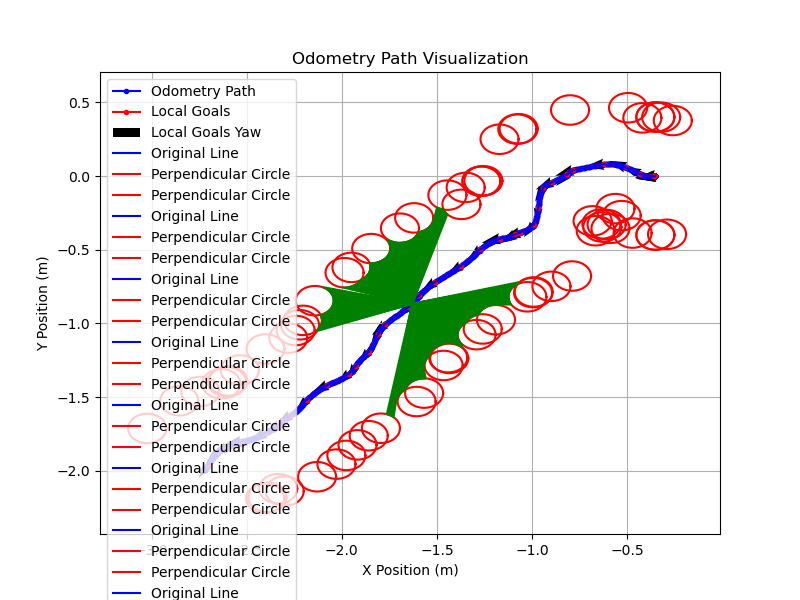 Odometry Path Visualization
Y Position (m)
0.5
0.0
−0.5
−1.0
−1.5
−2.0
Odometry Path
Local Goals
Local Goals Yaw
Original Line
Perpendicular Circle
Perpendicular Circle
Original Line
Perpendicular Circle
Perpendicular Circle
Original Line
Perpendicular Circle
Perpendicular Circle
Original Line
Perpendicular Circle
Perpendicular Circle
Original Line
Perpendicular Circle
Perpendicular Circle
Original Line
Perpendicular Circle
Perpendicular Circle
Original Line
Perpendicular Circle
Perpendicular Circle
Original Line
−2.0 −1.5 −1.0 −0.5
X Position (m)